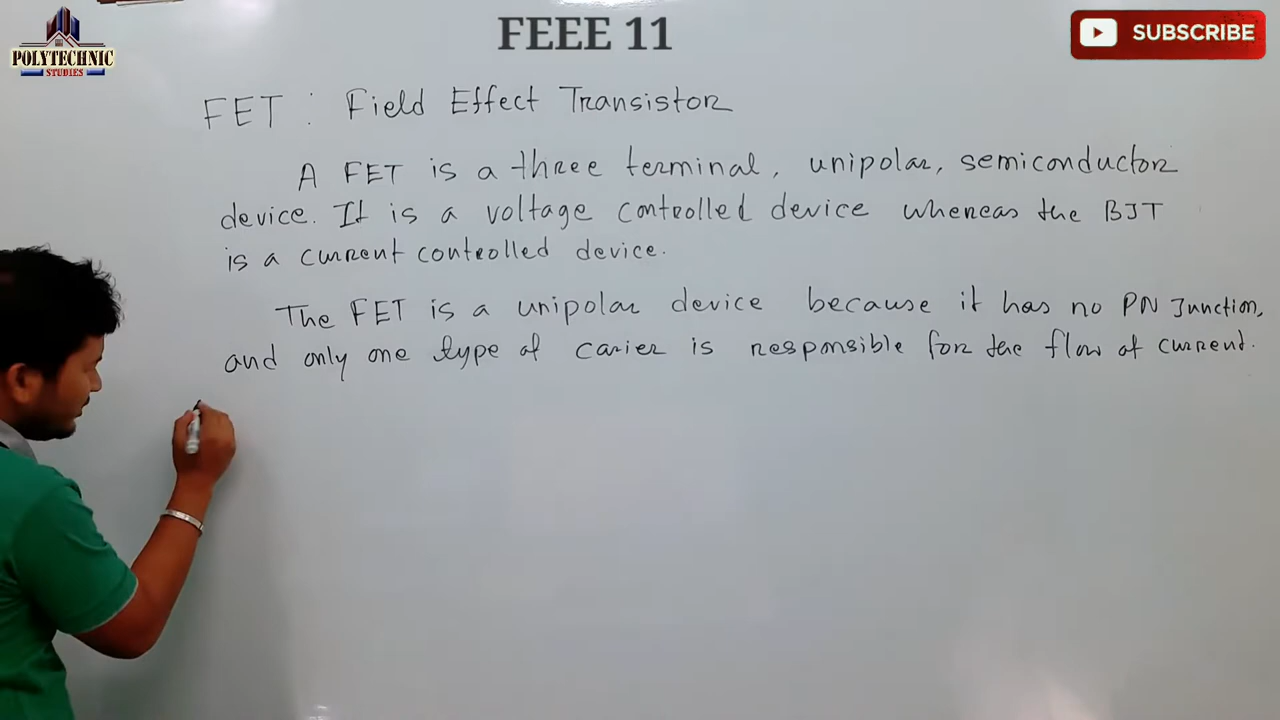 POLYTECHNIC
STUDIES
FEEE 11
SUBSCRIBE
FET : Field Effect Transistor
A FET is a three terminal, unipolar, semiconductor
device. It is a voltage controlled device whereas the BJT
is a current controlled device.
The FET is a unipolar device because it has no PN Junction,
and only one type of carier is responsible for the flow of current.